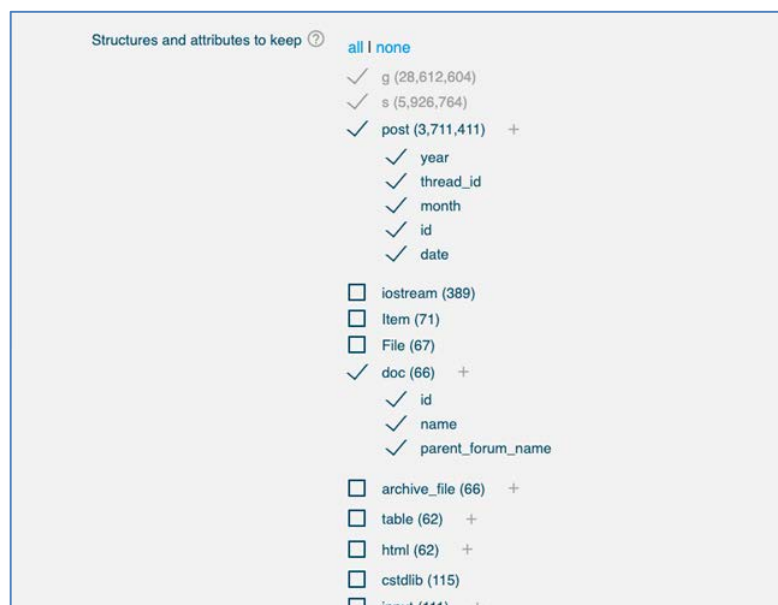 Structures and attributes to keep ?
all | none
g (28,612,604)
s (5,926,764)
post (3,711,411) +
year
thread_id
month
id
date
iostream (389)
Item (71)
File (67)
doc (66) +
id
name
parent_forum_name
archive_file (66) +
table (62) +
html (62) +
cstdlib (115)
input (111) +